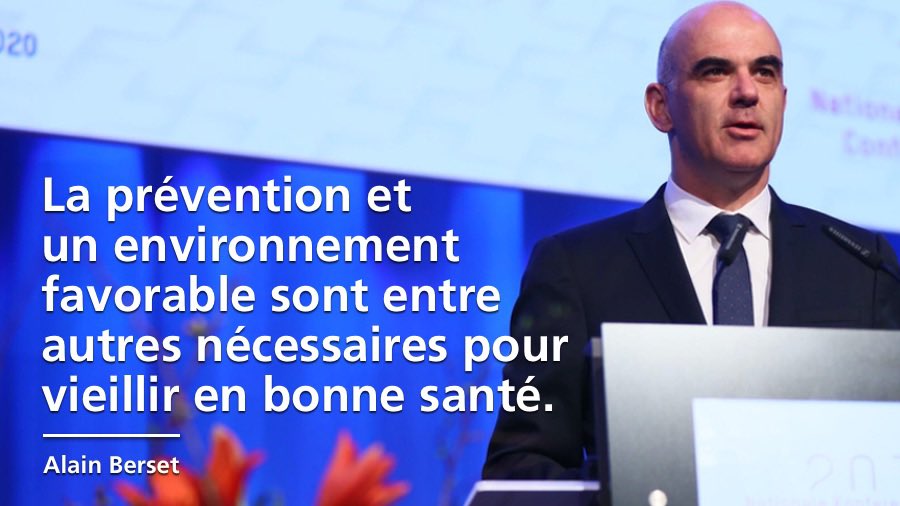 La prévention et
un environnement
favorable sont entre
autres nécessaires pour
vieillir en bonne santé.
Alain Berset